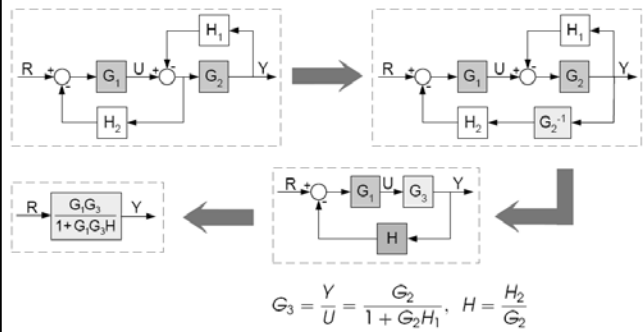 H₁
R + - G₁ U + - G₂ Y
H₂
H₁
R + - G₁ U + - G₂ Y
H₂ G₂⁻¹
R G₁G₃ / 1+G₁G₃H Y
R + - G₁ U G₃ Y
H
G₃ = Y / U = G₂ / 1 + G₂H₁, H = H₂ / G₂